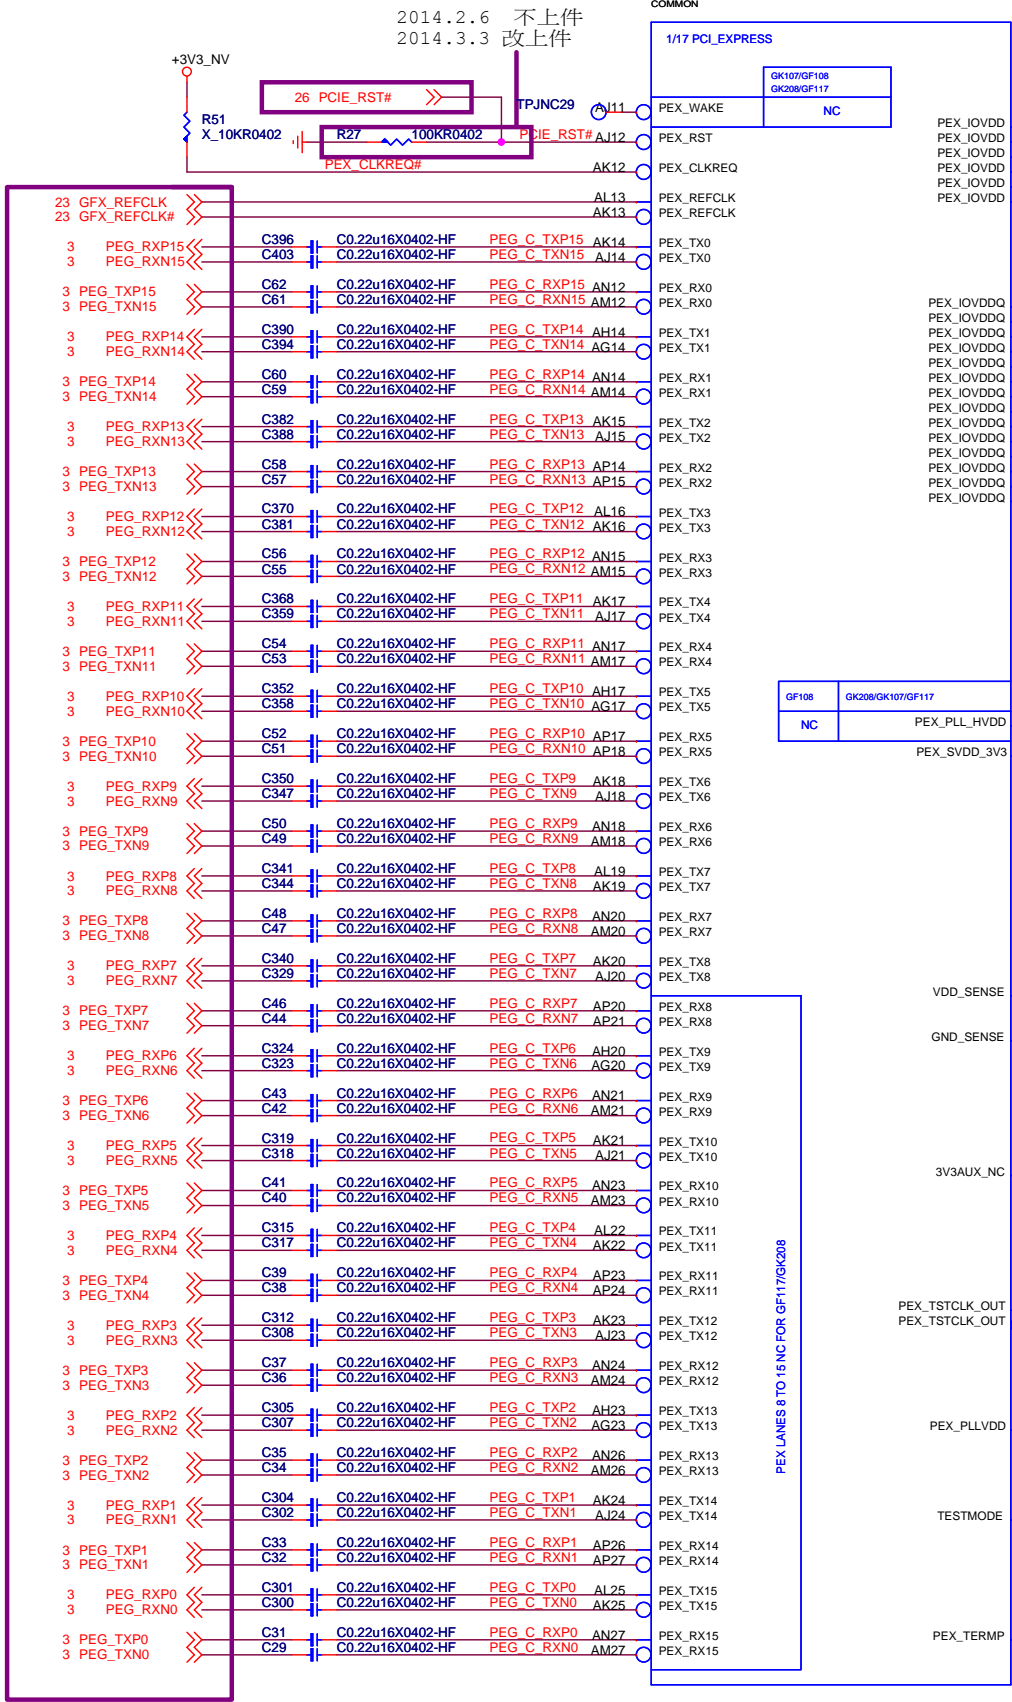 COMMON
2014.2.6 不上件
2014.3.3 改上件
1/17 PCI_EXPRESS
+3V3_NV
GK107/GF108
GK208/GF117
NC
26 PCIE_RST#
TPJNC29 AJ11 PEX_WAKE
R51
X_10KR0402
R27 100KR0402 PCIE_RST# AJ12 PEX_RST
PEX_CLKREQ# AK12 PEX_CLKREQ
PEX_IOVDD
PEX_IOVDD
PEX_IOVDD
PEX_IOVDD
PEX_IOVDD
PEX_IOVDD
23 GFX_REFCLK AL13 PEX_REFCLK
23 GFX_REFCLK# AK13 PEX_REFCLK
3 PEG_RXP15 C396 C0.22u16X0402-HF PEG_C_TXP15 AK14 PEX_TX0
3 PEG_RXN15 C403 C0.22u16X0402-HF PEG_C_TXN15 AJ14 PEX_TX0
3 PEG_TXP15 C62 C0.22u16X0402-HF PEG_C_RXP15 AN12 PEX_RX0
3 PEG_TXN15 C61 C0.22u16X0402-HF PEG_C_RXN15 AM12 PEX_RX0
3 PEG_RXP14 C390 C0.22u16X0402-HF PEG_C_TXP14 AH14 PEX_TX1
3 PEG_RXN14 C394 C0.22u16X0402-HF PEG_C_TXN14 AG14 PEX_TX1
3 PEG_TXP14 C60 C0.22u16X0402-HF PEG_C_RXP14 AN14 PEX_RX1
3 PEG_TXN14 C59 C0.22u16X0402-HF PEG_C_RXN14 AM14 PEX_RX1
3 PEG_RXP13 C382 C0.22u16X0402-HF PEG_C_TXP13 AK15 PEX_TX2
3 PEG_RXN13 C388 C0.22u16X0402-HF PEG_C_TXN13 AJ15 PEX_TX2
3 PEG_TXP13 C58 C0.22u16X0402-HF PEG_C_RXP13 AP14 PEX_RX2
3 PEG_TXN13 C57 C0.22u16X0402-HF PEG_C_RXN13 AP15 PEX_RX2
PEX_IOVDDQ
PEX_IOVDDQ
PEX_IOVDDQ
PEX_IOVDDQ
PEX_IOVDDQ
PEX_IOVDDQ
PEX_IOVDDQ
PEX_IOVDDQ
PEX_IOVDDQ
PEX_IOVDDQ
PEX_IOVDDQ
PEX_IOVDDQ
PEX_IOVDDQ
PEX_IOVDDQ
3 PEG_RXP12 C370 C0.22u16X0402-HF PEG_C_TXP12 AL16 PEX_TX3
3 PEG_RXN12 C381 C0.22u16X0402-HF PEG_C_TXN12 AK16 PEX_TX3
3 PEG_TXP12 C56 C0.22u16X0402-HF PEG_C_RXP12 AN15 PEX_RX3
3 PEG_TXN12 C55 C0.22u16X0402-HF PEG_C_RXN12 AM15 PEX_RX3
3 PEG_RXP11 C368 C0.22u16X0402-HF PEG_C_TXP11 AK17 PEX_TX4
3 PEG_RXN11 C359 C0.22u16X0402-HF PEG_C_TXN11 AJ17 PEX_TX4
3 PEG_TXP11 C54 C0.22u16X0402-HF PEG_C_RXP11 AN17 PEX_RX4
3 PEG_TXN11 C53 C0.22u16X0402-HF PEG_C_RXN11 AM17 PEX_RX4
3 PEG_RXP10 C352 C0.22u16X0402-HF PEG_C_TXP10 AH17 PEX_TX5
3 PEG_RXN10 C358 C0.22u16X0402-HF PEG_C_TXN10 AG17 PEX_TX5
GF108 GK208/GK107/GF117
NC PEX_PLL_HVDD
3 PEG_TXP10 C52 C0.22u16X0402-HF PEG_C_RXP10 AP17 PEX_RX5
3 PEG_TXN10 C51 C0.22u16X0402-HF PEG_C_RXN10 AP18 PEX_RX5 PEX_SVDD_3V3
3 PEG_RXP9 C350 C0.22u16X0402-HF PEG_C_TXP9 AK18 PEX_TX6
3 PEG_RXN9 C347 C0.22u16X0402-HF PEG_C_TXN9 AJ18 PEX_TX6
3 PEG_TXP9 C50 C0.22u16X0402-HF PEG_C_RXP9 AN18 PEX_RX6
3 PEG_TXN9 C49 C0.22u16X0402-HF PEG_C_RXN9 AM18 PEX_RX6
3 PEG_RXP8 C341 C0.22u16X0402-HF PEG_C_TXP8 AL19 PEX_TX7
3 PEG_RXN8 C344 C0.22u16X0402-HF PEG_C_TXN8 AK19 PEX_TX7
3 PEG_TXP8 C48 C0.22u16X0402-HF PEG_C_RXP8 AN20 PEX_RX7
3 PEG_TXN8 C47 C0.22u16X0402-HF PEG_C_RXN8 AM20 PEX_RX7
3 PEG_RXP7 C340 C0.22u16X0402-HF PEG_C_TXP7 AK20 PEX_TX8
3 PEG_RXN7 C329 C0.22u16X0402-HF PEG_C_TXN7 AJ20 PEX_TX8
VDD_SENSE
3 PEG_TXP7 C46 C0.22u16X0402-HF PEG_C_RXP7 AP20 PEX_RX8
3 PEG_TXN7 C44 C0.22u16X0402-HF PEG_C_RXN7 AP21 PEX_RX8
GND_SENSE
3 PEG_RXP6 C324 C0.22u16X0402-HF PEG_C_TXP6 AH20 PEX_TX9
3 PEG_RXN6 C323 C0.22u16X0402-HF PEG_C_TXN6 AG20 PEX_TX9
3 PEG_TXP6 C43 C0.22u16X0402-HF PEG_C_RXP6 AN21 PEX_RX9
3 PEG_TXN6 C42 C0.22u16X0402-HF PEG_C_RXN6 AM21 PEX_RX9
3 PEG_RXP5 C319 C0.22u16X0402-HF PEG_C_TXP5 AK21 PEX_TX10
3 PEG_RXN5 C318 C0.22u16X0402-HF PEG_C_TXN5 AJ21 PEX_TX10
3V3AUX_NC
3 PEG_TXP5 C41 C0.22u16X0402-HF PEG_C_RXP5 AN23 PEX_RX10
3 PEG_TXN5 C40 C0.22u16X0402-HF PEG_C_RXN5 AM23 PEX_RX10
3 PEG_RXP4 C315 C0.22u16X0402-HF PEG_C_TXP4 AL22 PEX_TX11
3 PEG_RXN4 C317 C0.22u16X0402-HF PEG_C_TXN4 AK22 PEX_TX11
3 PEG_TXP4 C39 C0.22u16X0402-HF PEG_C_RXP4 AP23 PEX_RX11
3 PEG_TXN4 C38 C0.22u16X0402-HF PEG_C_RXN4 AP24 PEX_RX11
PEX_TSTCLK_OUT
PEX_TSTCLK_OUT
3 PEG_RXP3 C312 C0.22u16X0402-HF PEG_C_TXP3 AK23 PEX_TX12
3 PEG_RXN3 C308 C0.22u16X0402-HF PEG_C_TXN3 AJ23 PEX_TX12
PEX LANES 8 TO 15 NC FOR GF117/GK208
3 PEG_TXP3 C37 C0.22u16X0402-HF PEG_C_RXP3 AN24 PEX_RX12
3 PEG_TXN3 C36 C0.22u16X0402-HF PEG_C_RXN3 AM24 PEX_RX12
3 PEG_RXP2 C305 C0.22u16X0402-HF PEG_C_TXP2 AH23 PEX_TX13
3 PEG_RXN2 C307 C0.22u16X0402-HF PEG_C_TXN2 AG23 PEX_TX13 PEX_PLLVDD
3 PEG_TXP2 C35 C0.22u16X0402-HF PEG_C_RXP2 AN26 PEX_RX13
3 PEG_TXN2 C34 C0.22u16X0402-HF PEG_C_RXN2 AM26 PEX_RX13
3 PEG_RXP1 C304 C0.22u16X0402-HF PEG_C_TXP1 AK24 PEX_TX14
3 PEG_RXN1 C302 C0.22u16X0402-HF PEG_C_TXN1 AJ24 PEX_TX14 TESTMODE
3 PEG_TXP1 C33 C0.22u16X0402-HF PEG_C_RXP1 AP26 PEX_RX14
3 PEG_TXN1 C32 C0.22u16X0402-HF PEG_C_RXN1 AP27 PEX_RX14
3 PEG_RXP0 C301 C0.22u16X0402-HF PEG_C_TXP0 AL25 PEX_TX15
3 PEG_RXN0 C300 C0.22u16X0402-HF PEG_C_TXN0 AK25 PEX_TX15
3 PEG_TXP0 C31 C0.22u16X0402-HF PEG_C_RXP0 AN27 PEX_RX15 PEX_TERMP
3 PEG_TXN0 C29 C0.22u16X0402-HF PEG_C_RXN0 AM27 PEX_RX15